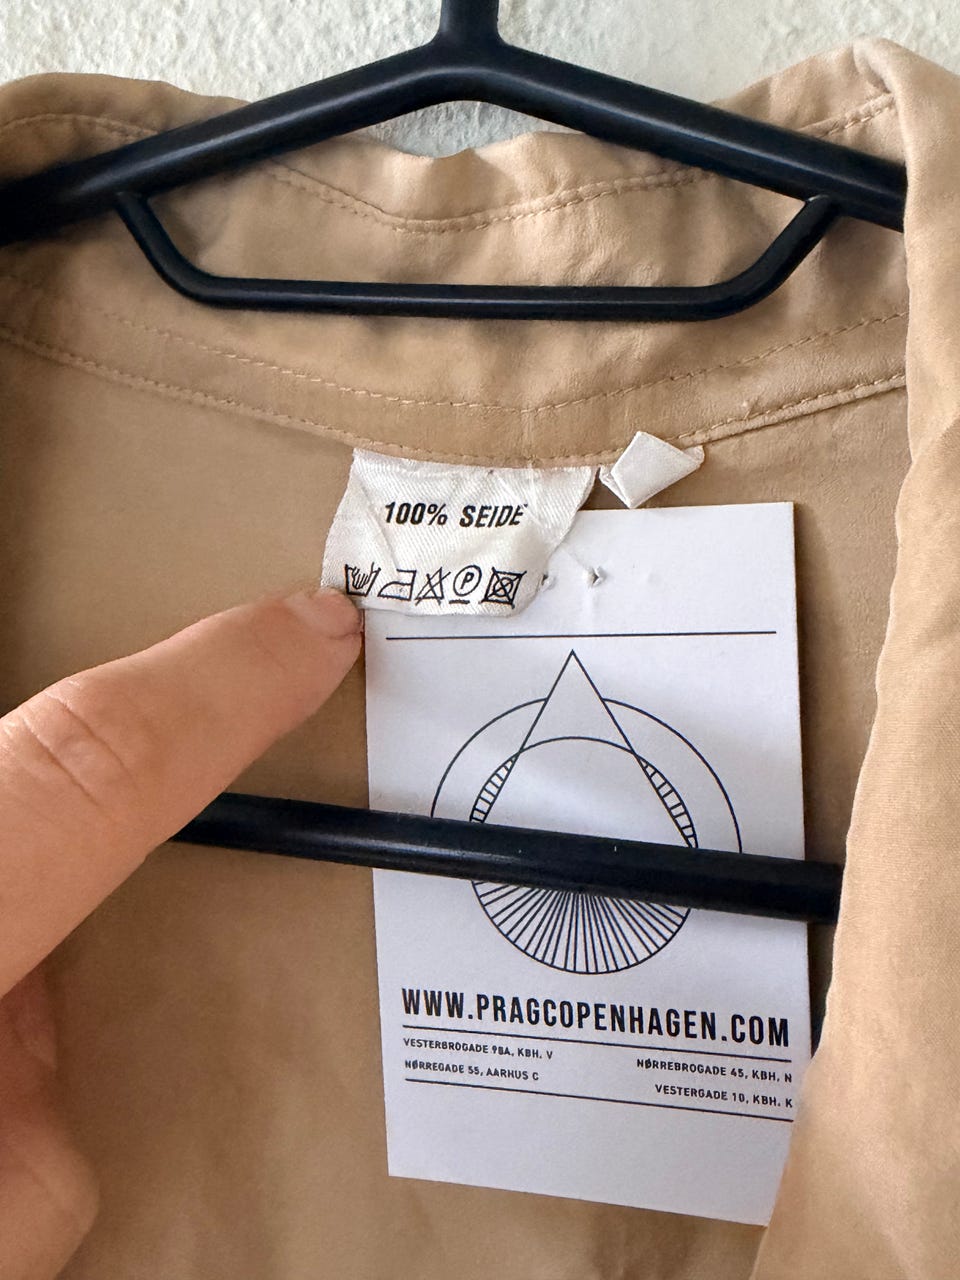 100% SEIDE
P
WWW.PRAGCOPENHAGEN.COM
VESTERBROGADE 98A, KBH. V
NØRREGADE 55, AARHUS C
NØRREBROGADE 45, KBH. N
VESTERGADE 10, KBH. K